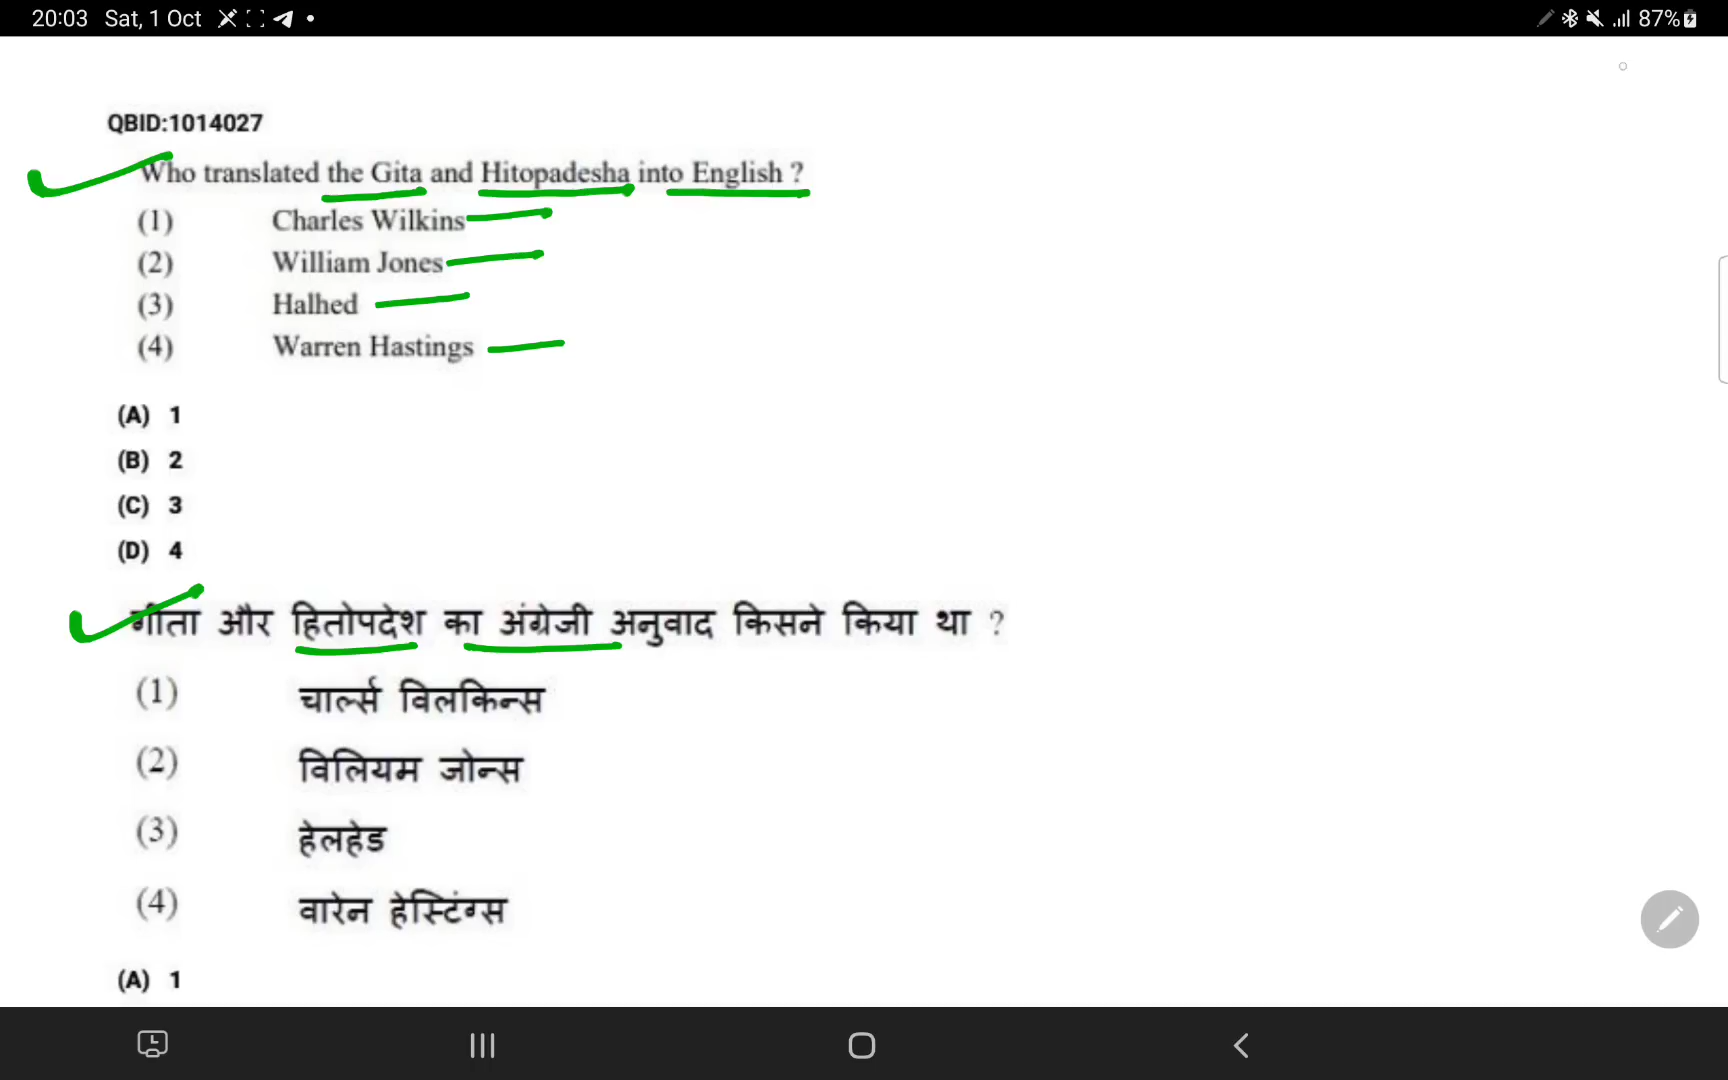 20:03 Sat, 1 Oct
87%
QBID:1014027
Who translated the Gita and Hitopadesha into English ?
(1) Charles Wilkins
(2) William Jones
(3) Halhed
(4) Warren Hastings
(A) 1
(B) 2
(C) 3
(D) 4
गीता और हितोपदेश का अंग्रेजी अनुवाद किसने किया था ?
(1) चार्ल्स विलकिन्स
(2) विलियम जोन्स
(3) हेलहेड
(4) वारेन हेस्टिंग्स
(A) 1